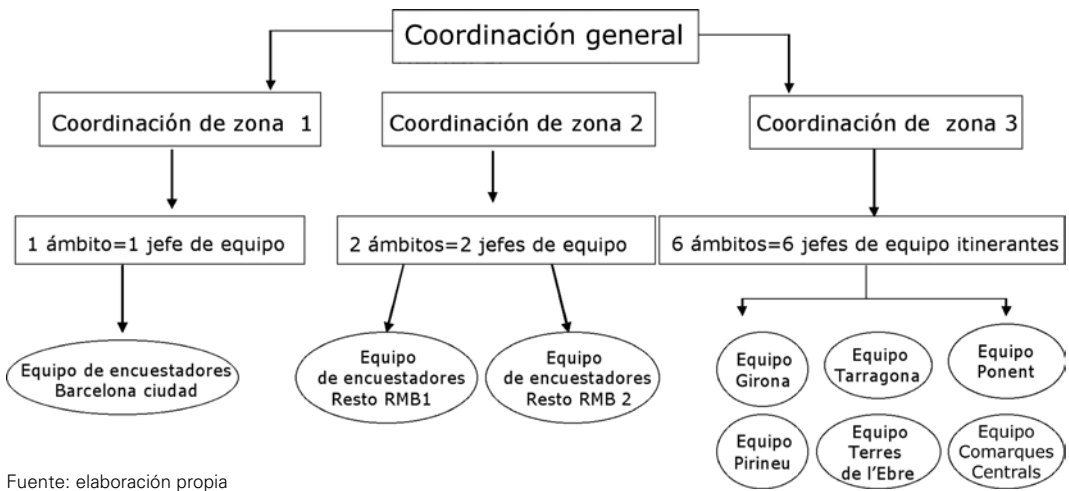 Coordinación general
Coordinación de zona 1
Coordinación de zona 2
Coordinación de zona 3
1 ámbito=1 jefe de equipo
2 ámbitos=2 jefes de equipo
6 ámbitos=6 jefes de equipo itinerantes
Equipo de encuestadores
Barcelona ciudad
Equipo
de encuestadores
Resto RMB1
Equipo
de encuestadores
Resto RMB 2
Equipo
Girona
Equipo
Tarragona
Equipo
Ponent
Equipo
Pirineu
Equipo
Terres
de l'Ebre
Equipo
Comarques
Centrals
Fuente: elaboración propia